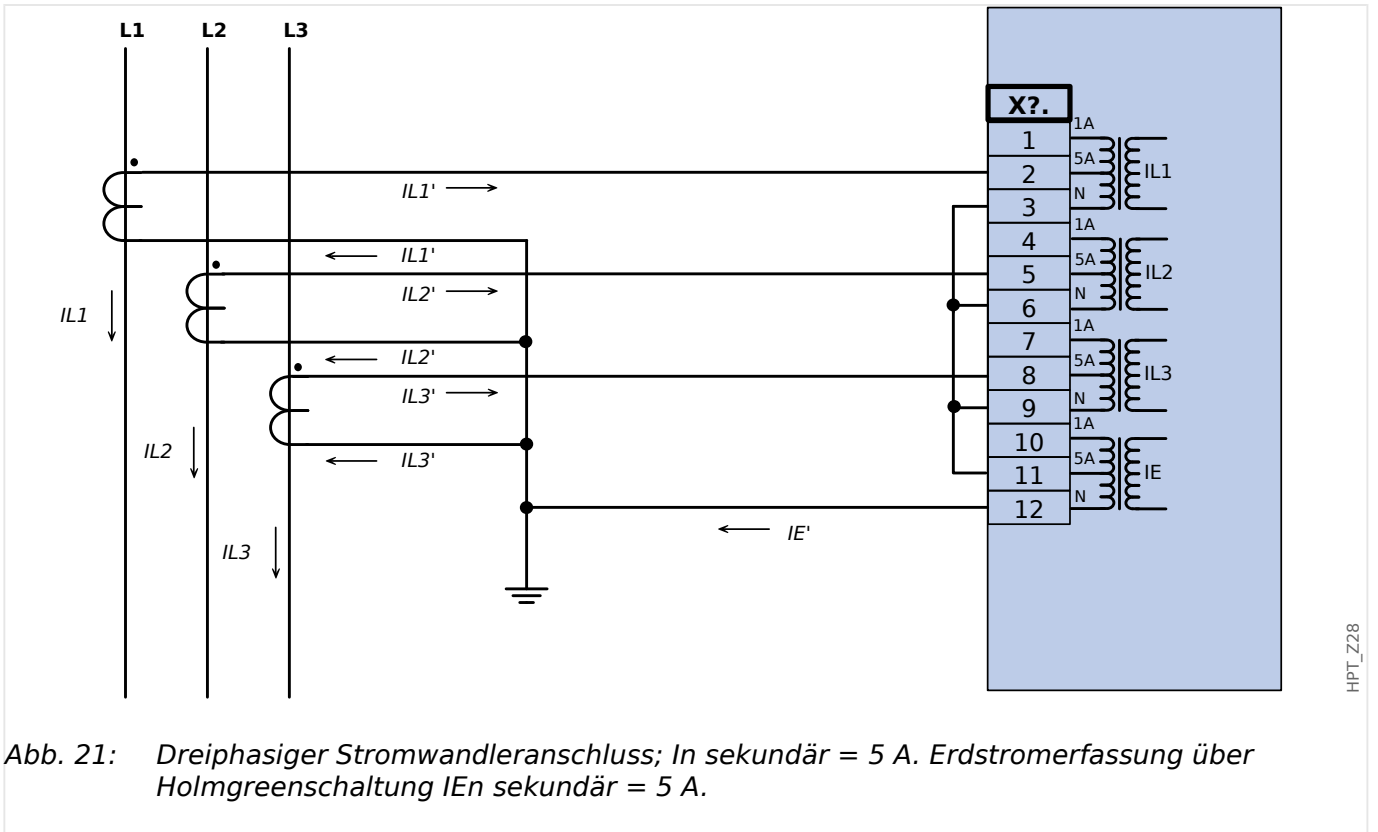 L1 L2 L3
X?.
1
2
3
4
5
6
7
8
9
10
11
12
1A
5A
N
IL1
1A
5A
N
IL2
1A
5A
N
IL3
1A
5A
N
IE
IL1'
IL1'
IL2'
IL2'
IL3'
IL3'
IE'
IL1
IL2
IL3
HPT_Z28
Abb. 21: Dreiphasiger Stromwandleranschluss; In sekundär = 5 A. Erdstromerfassung über
Holmgreenschaltung IEn sekundär = 5 A.